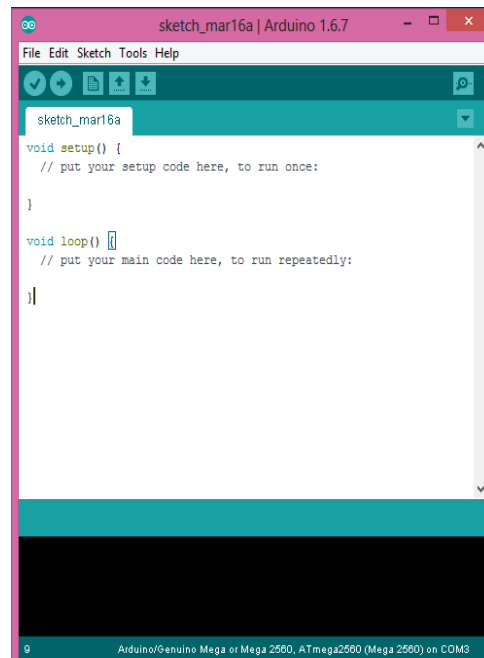 sketch_mar16a | Arduino 1.6.7
File Edit Sketch Tools Help
sketch_mar16a
void setup() {
  // put your setup code here, to run once:
}
void loop() {
  // put your main code here, to run repeatedly:
}
9 Arduino/Genuino Mega or Mega 2560, ATmega2560 (Mega 2560) on COM3